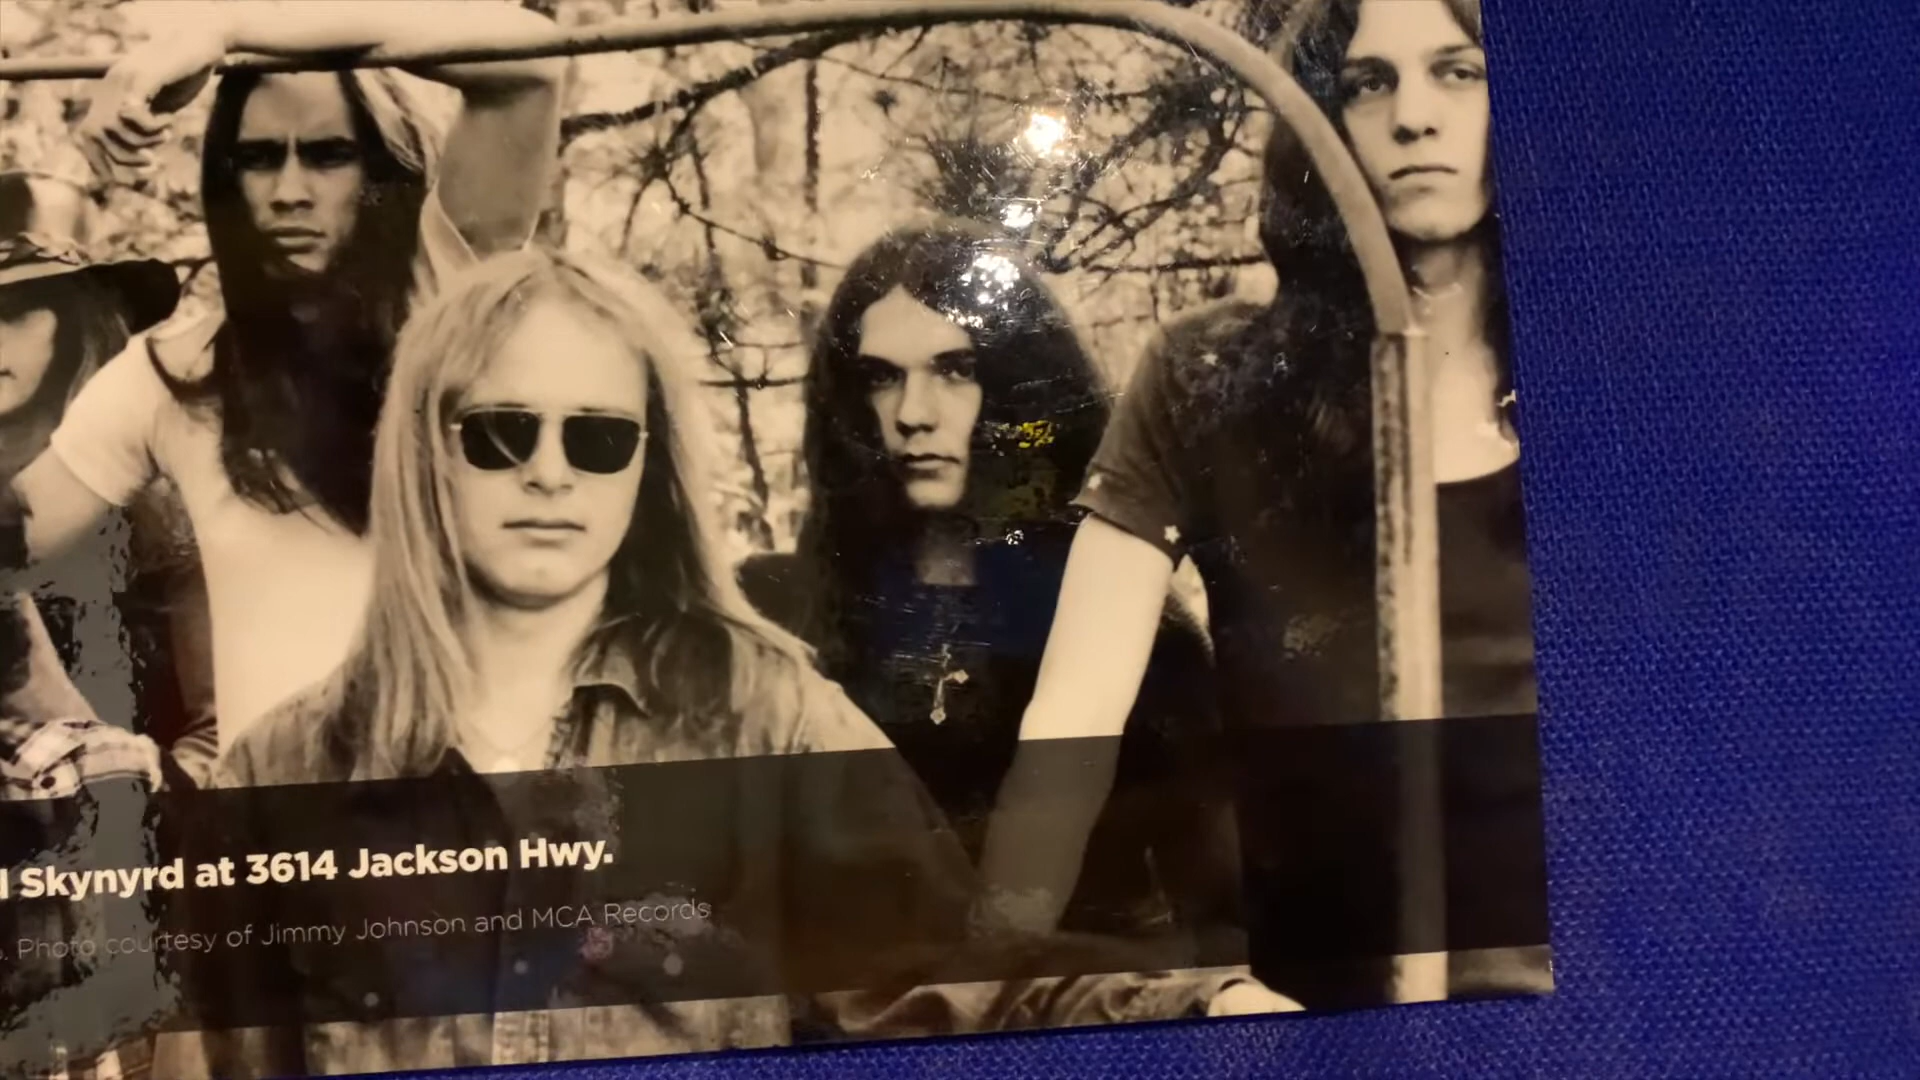 Skynyrd at 3614 Jackson Hwy.
Photo courtesy of Jimmy Johnson and MCA Records